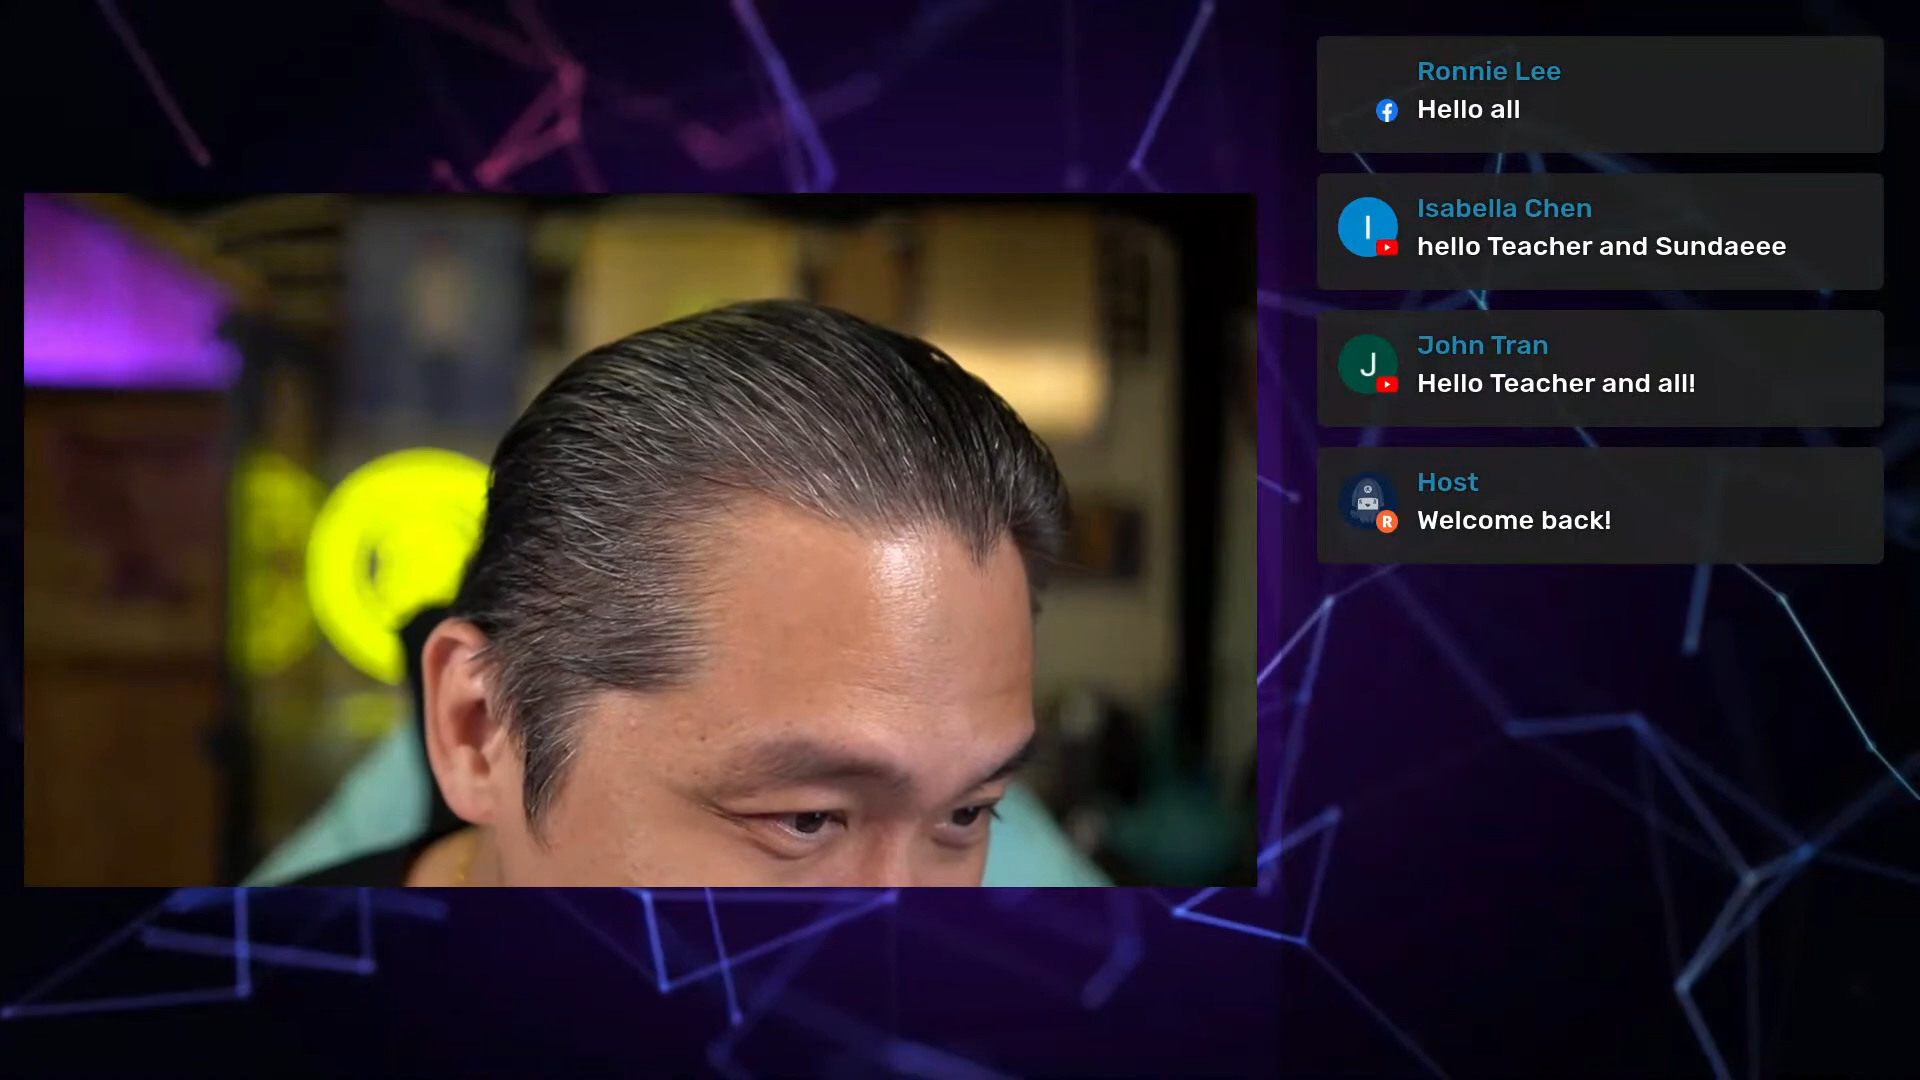 Ronnie Lee
Hello all
Isabella Chen
hello Teacher and Sundaeee
John Tran
Hello Teacher and all!
Host
Welcome back!